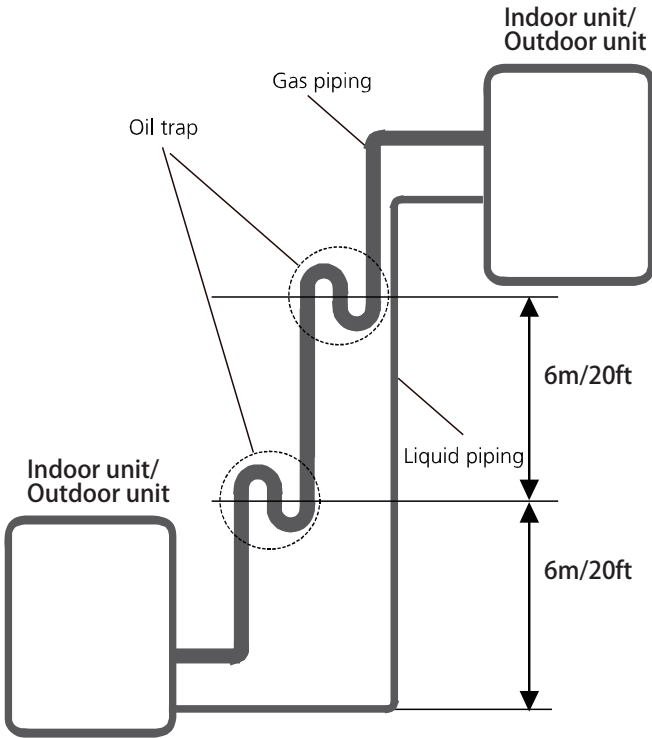 Indoor unit/
Outdoor unit
Gas piping
Oil trap
6m/20ft
Liquid piping
Indoor unit/
Outdoor unit
6m/20ft